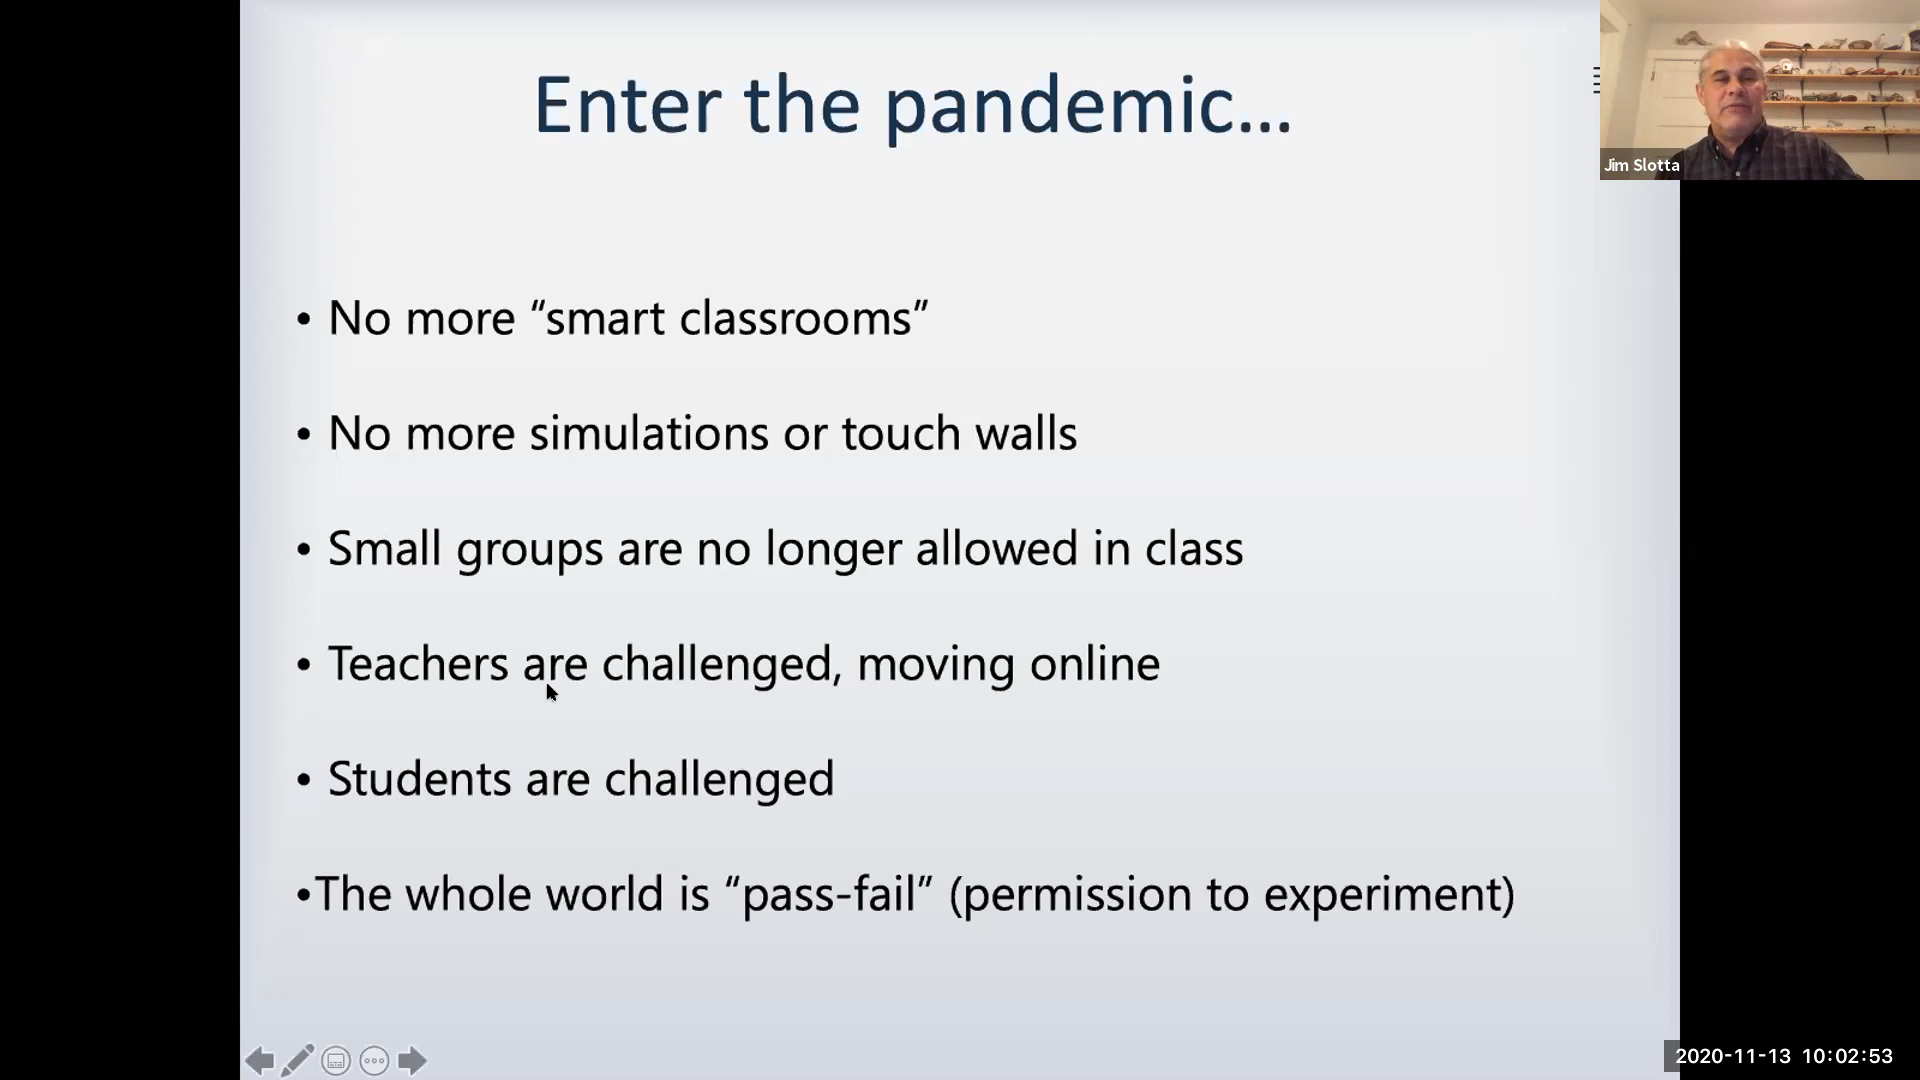 Enter the pandemic...
Jim Slotta
• No more “smart classrooms”
• No more simulations or touch walls
• Small groups are no longer allowed in class
• Teachers are challenged, moving online
• Students are challenged
•The whole world is “pass-fail” (permission to experiment)
2020-11-13 10:02:53